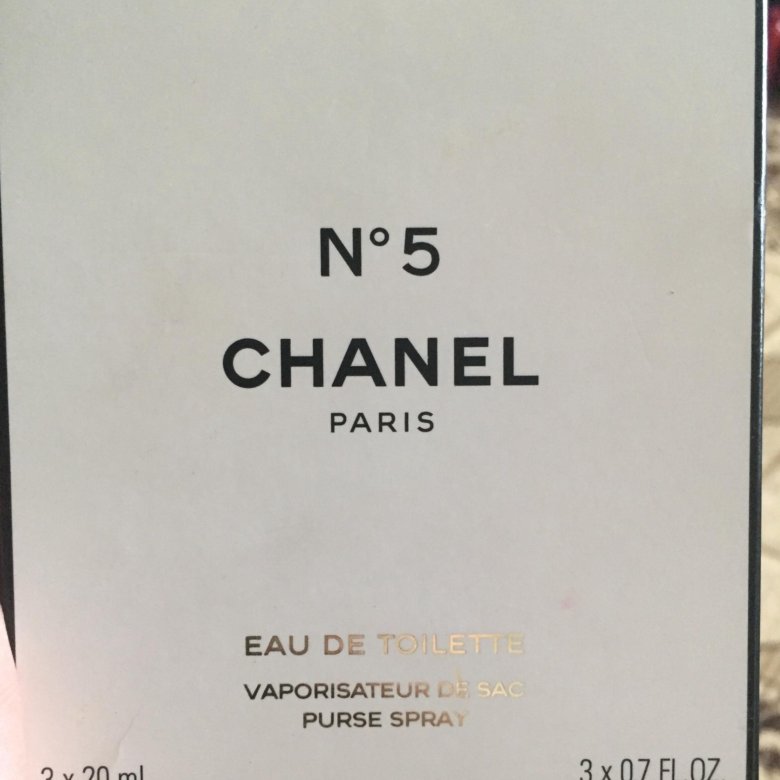 N°5
CHANEL
PARIS
EAU DE TOILETTE
VAPORISATEUR DE SAC
PURSE SPRAY
3 x 20 ml 3 x 0.7 FL. OZ.